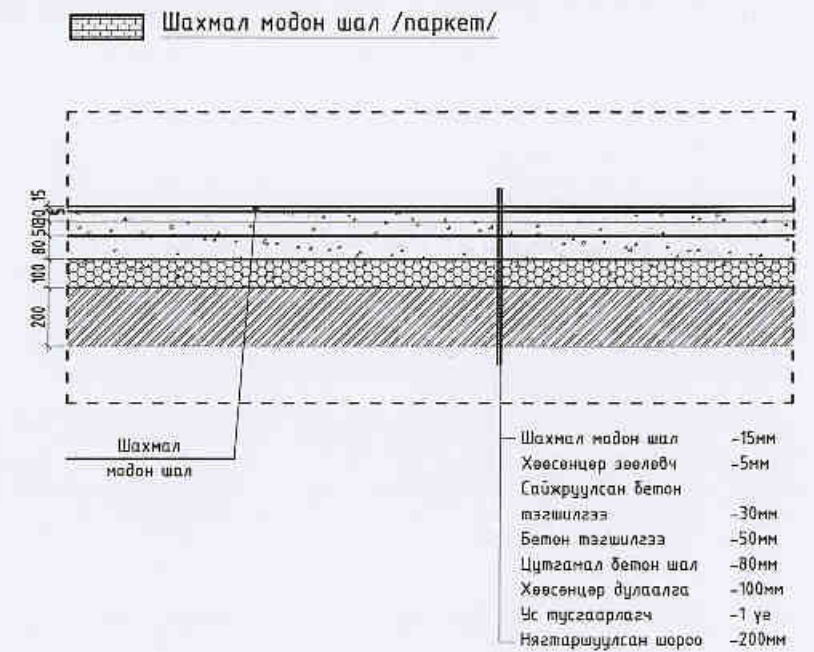 Шахмал модон шал /паркет/
15
5
30
50
80
100
200
Шахмал
модон шал
Шахмал модон шал -15мм
Хөөсөнцөр зөөлөвч -5мм
Сайжруулсан бетон
тэгшилгээ -30мм
Бетон тэгшилгээ -50мм
Цутгамал бетон шал -80мм
Хөөсөнцөр дулаалга -100мм
Ус тусгаарлагч -1 үе
Нягтаршуулсан шороо -200мм